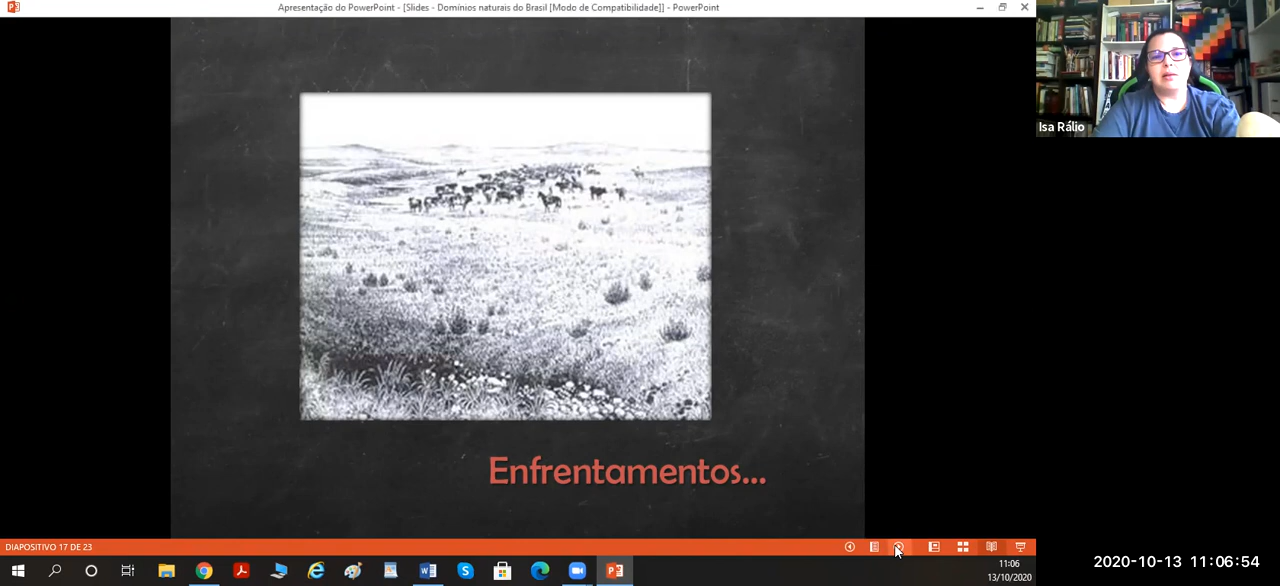 Apresentação do PowerPoint - [Slides - Domínios naturais do Brasil [Modo de Compatibilidade]] - PowerPoint
Isa Rálio
Enfrentamentos...
DIAPOSITIVO 17 DE 23
11:06
13/10/2020
2020-10-13 11:06:54